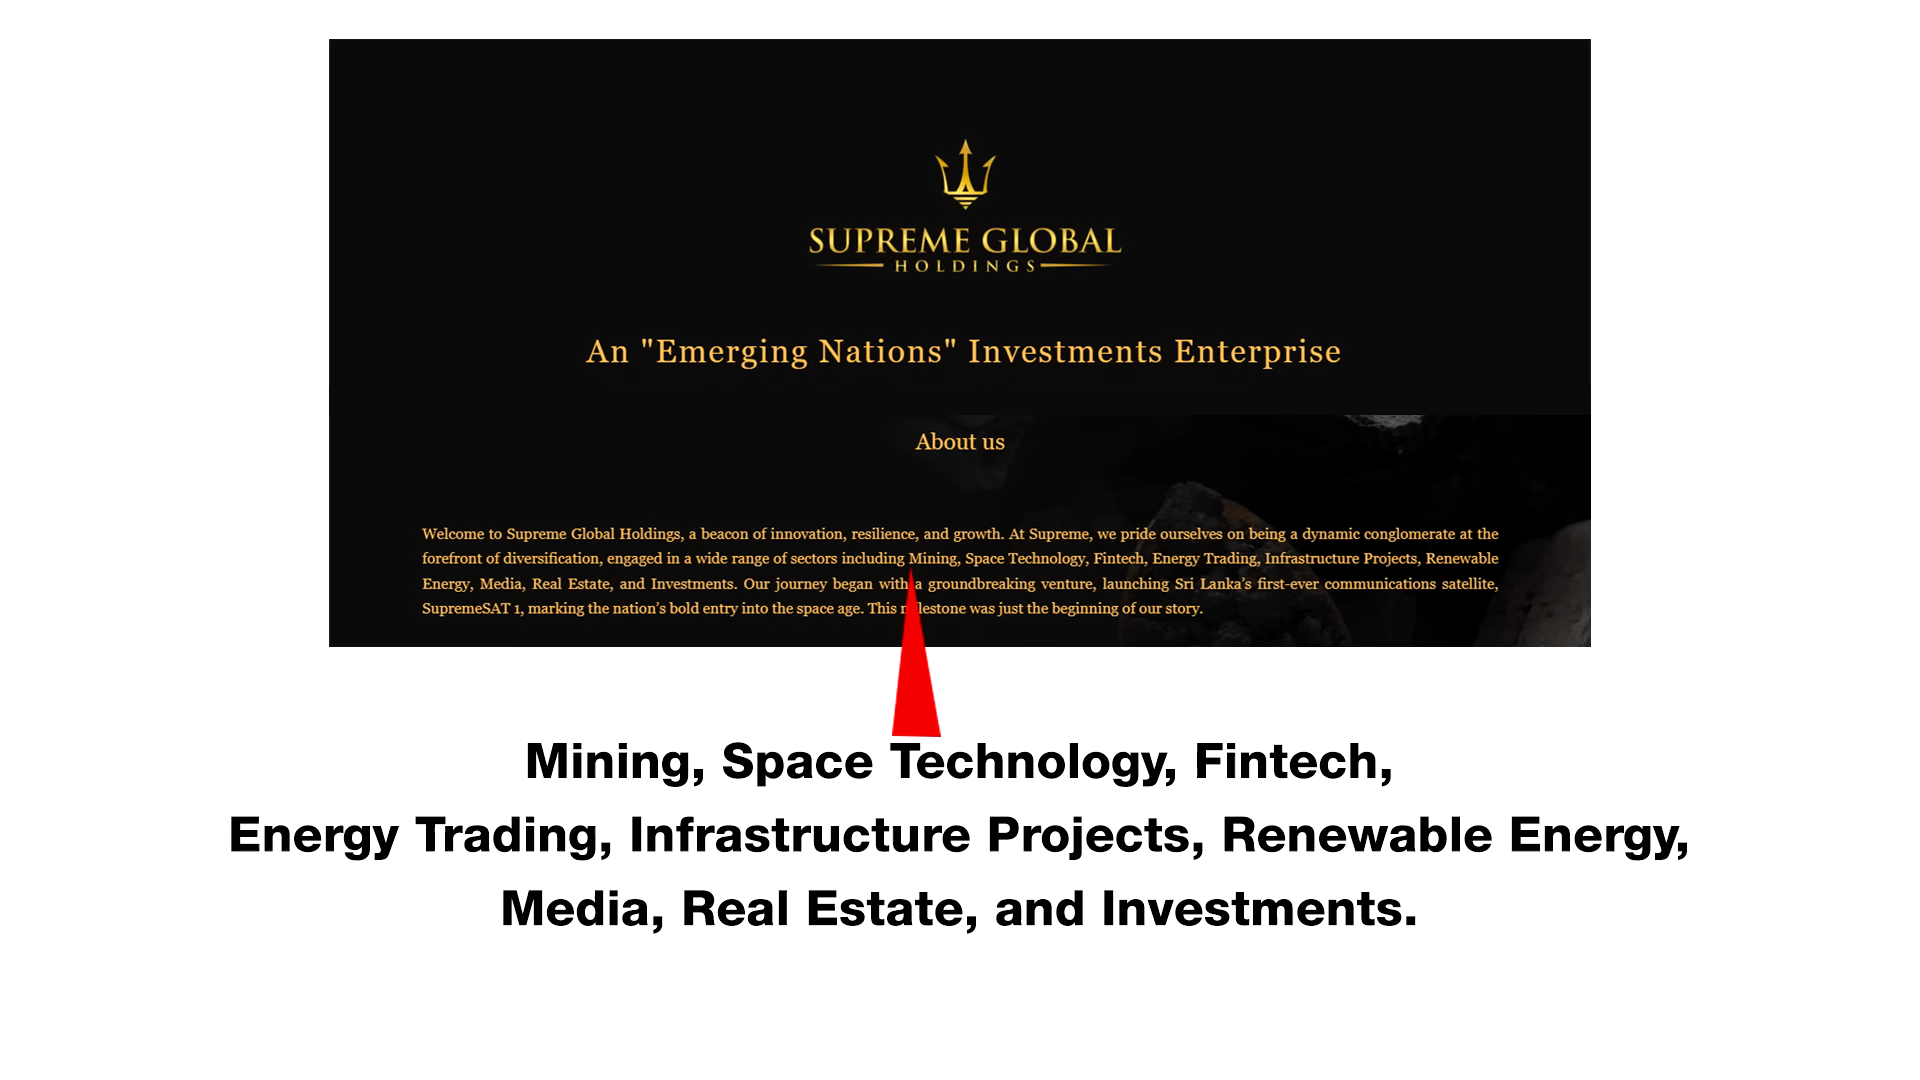 SUPREME GLOBAL
HOLDINGS
An "Emerging Nations" Investments Enterprise
About us
Welcome to Supreme Global Holdings, a beacon of innovation, resilience, and growth. At Supreme, we pride ourselves on being a dynamic conglomerate at the
forefront of diversification, engaged in a wide range of sectors including Mining, Space Technology, Fintech, Energy Trading, Infrastructure Projects, Renewable
Energy, Media, Real Estate, and Investments. Our journey began with a groundbreaking venture, launching Sri Lanka’s first-ever communications satellite,
SupremeSAT 1, marking the nation’s bold entry into the space age. This milestone was just the beginning of our story.
Mining, Space Technology, Fintech,
Energy Trading, Infrastructure Projects, Renewable Energy,
Media, Real Estate, and Investments.